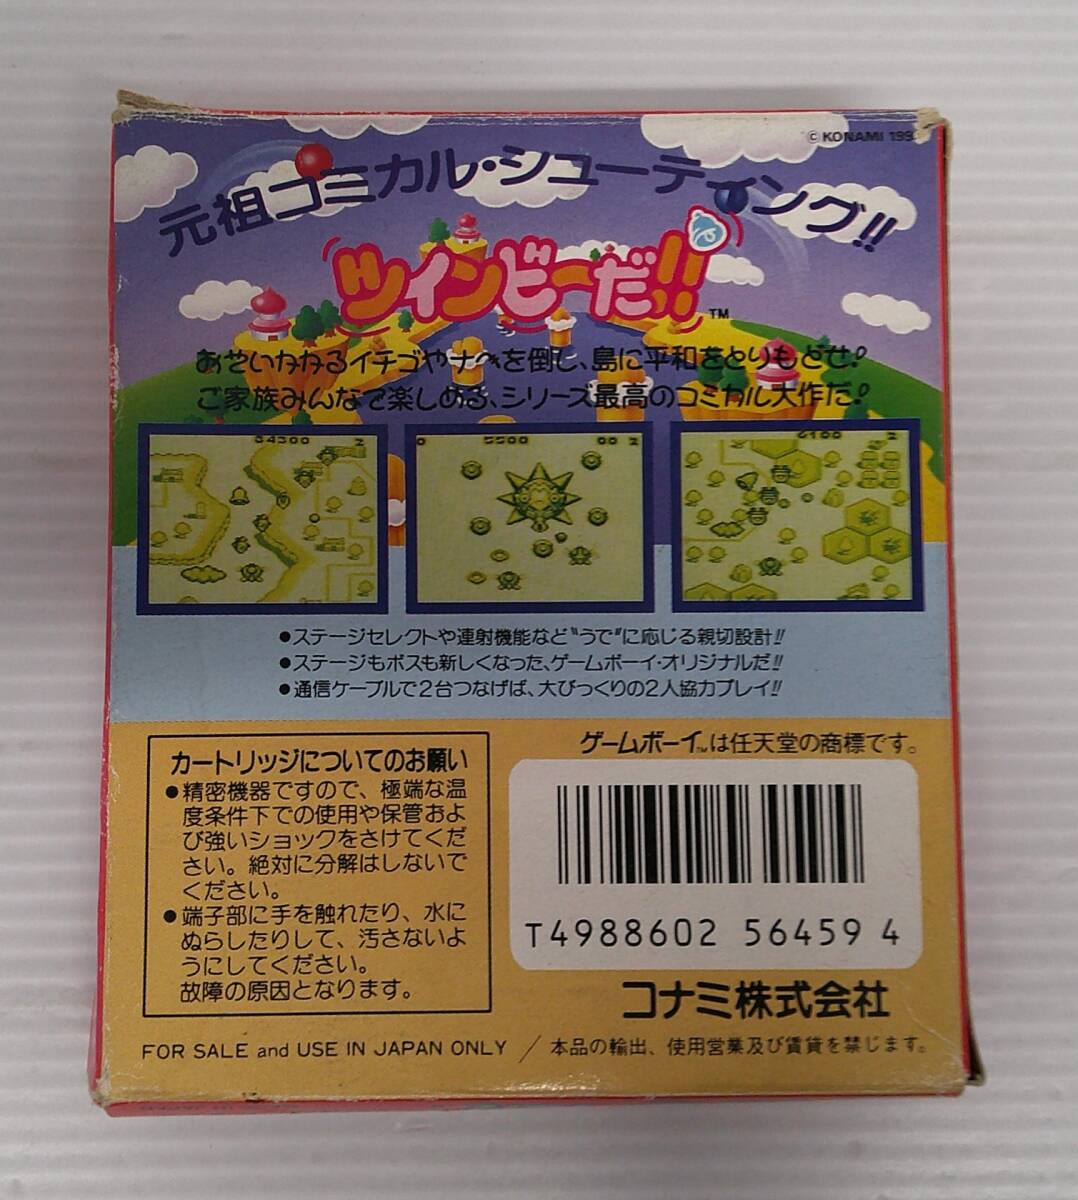 © KONAMI 199
元祖コミカル・シューティング!!
ツインビーだ!!
TM
おそいかかるイチゴやナベを倒し、島に平和をとりもどせ!
ご家族みんなで楽しめる、シリーズ最高のコミカル大作だ!
34300 2
0 5500 00 2
4100 2
●ステージセレクトや連射機能など"うで"に応じる親切設計!!
●ステージもボスも新しくなった、ゲームボーイ・オリジナルだ!!
●通信ケーブルで2台つなげば、大びっくりの2人協力プレイ!!
カートリッジについてのお願い
●精密機器ですので、極端な温
度条件下での使用や保管およ
び強いショックをさけてくだ
さい。絶対に分解はしないで
ください。
●端子部に手を触れたり、水に
ぬらしたりして、汚さないよ
うにしてください。
故障の原因となります。
ゲームボーイ™は任天堂の商標です。
T4988602 56459 4
コナミ株式会社
FOR SALE and USE IN JAPAN ONLY / 本品の輸出、使用営業及び賃貸を禁じます。